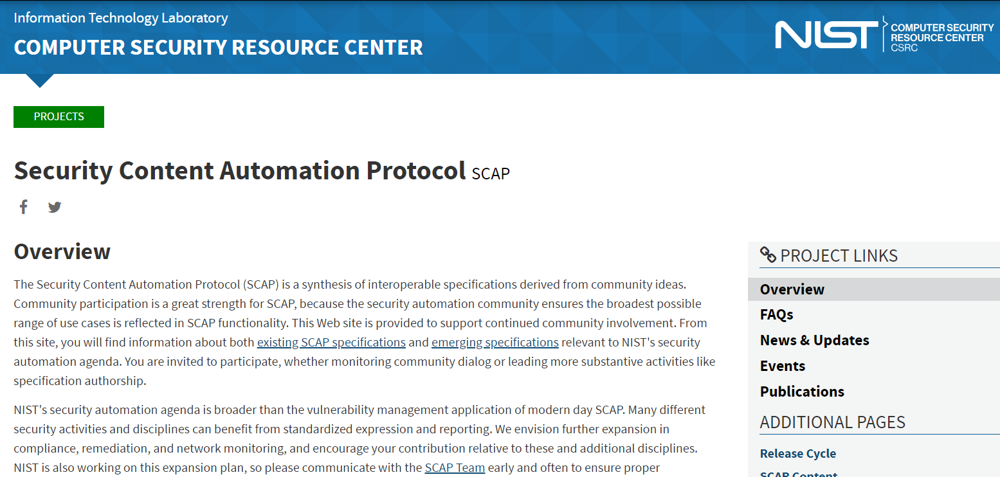 Information Technology Laboratory
COMPUTER SECURITY RESOURCE CENTER
NIST
COMPUTER SECURITY
RESOURCE CENTER
CSRC
PROJECTS
Security Content Automation Protocol SCAP
Overview
The Security Content Automation Protocol (SCAP) is a synthesis of interoperable specifications derived from community ideas.
Community participation is a great strength for SCAP, because the security automation community ensures the broadest possible
range of use cases is reflected in SCAP functionality. This Web site is provided to support continued community involvement. From
this site, you will find information about both existing SCAP specifications and emerging specifications relevant to NIST's security
automation agenda. You are invited to participate, whether monitoring community dialog or leading more substantive activities like
specification authorship.
NIST's security automation agenda is broader than the vulnerability management application of modern day SCAP. Many different
security activities and disciplines can benefit from standardized expression and reporting. We envision further expansion in
compliance, remediation, and network monitoring, and encourage your contribution relative to these and additional disciplines.
NIST is also working on this expansion plan, so please communicate with the SCAP Team early and often to ensure proper
PROJECT LINKS
Overview
FAQs
News & Updates
Events
Publications
ADDITIONAL PAGES
Release Cycle
SCAP Content